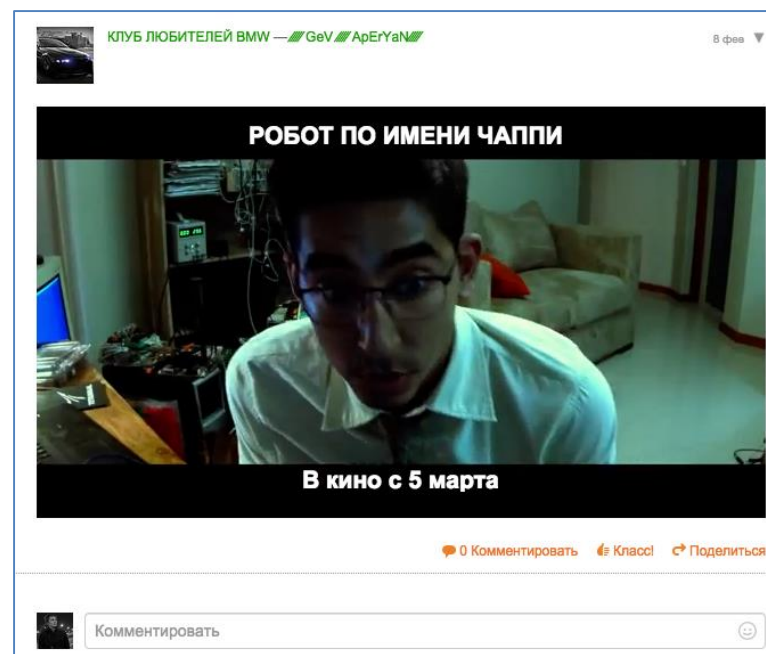 КЛУБ ЛЮБИТЕЛЕЙ BMW —/////GeV/////ApErYaN/////
8 фев ▼
РОБОТ ПО ИМЕНИ ЧАППИ
В кино с 5 марта
0 Комментировать Класс! Поделиться
Комментировать